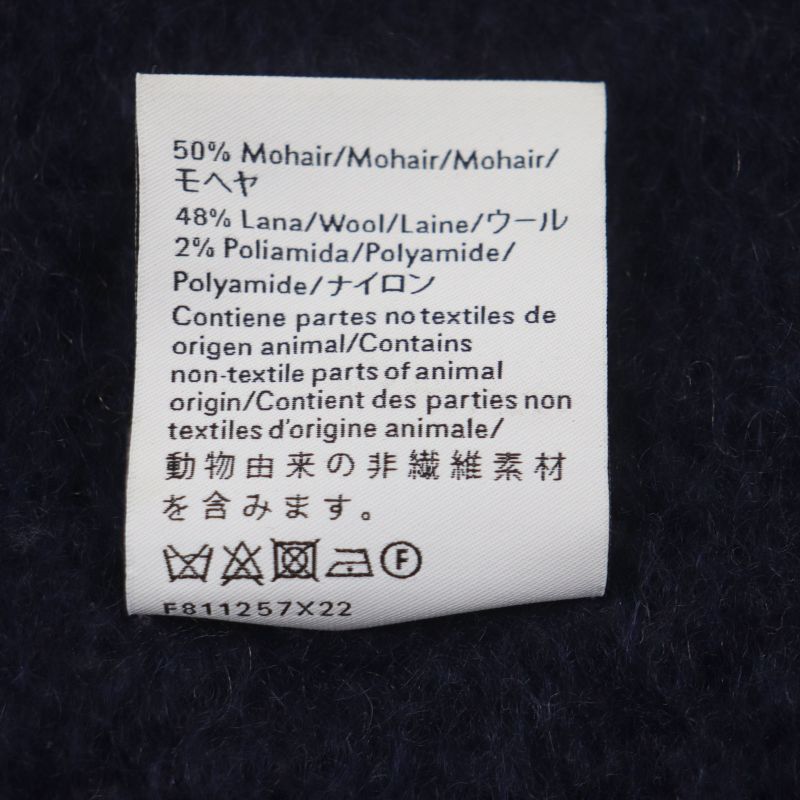 50% Mohair/Mohair/Mohair/
モヘヤ
48% Lana/Wool/Laine/ウール
2% Poliamida/Polyamide/
Polyamide/ナイロン
Contiene partes no textiles de
origen animal/Contains
non-textile parts of animal
origin/Contient des parties non
textiles d'origine animale/
動物由来の非繊維素材
を含みます。
F
F811257X22